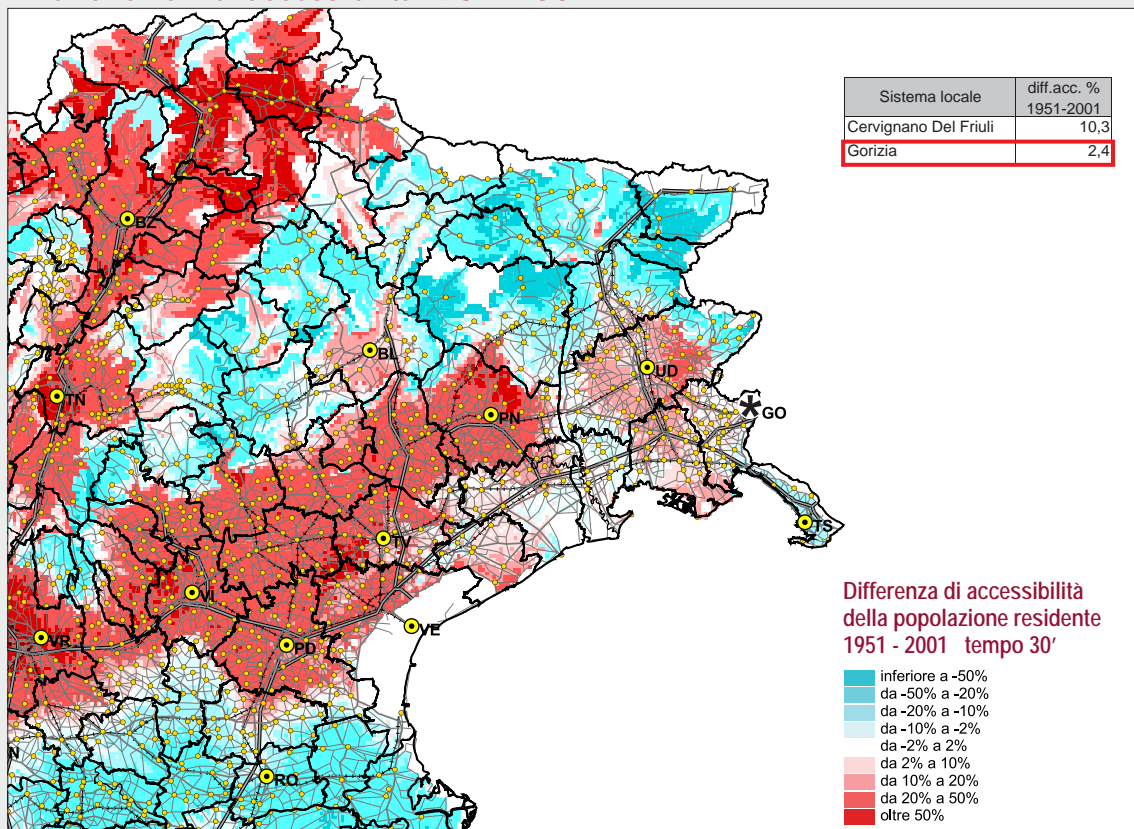 Sistema locale
diff.acc. %
1951-2001
Cervignano Del Friuli 10,3
Gorizia 2,4
BZ
BL
UD
TN
PN
GO
TS
TV
VI
VE
VR
PD
RO
Differenza di accessibilità
della popolazione residente
1951 - 2001 tempo 30'
inferiore a -50%
da -50% a -20%
da -20% a -10%
da -10% a -2%
da -2% a 2%
da 2% a 10%
da 10% a 20%
da 20% a 50%
oltre 50%